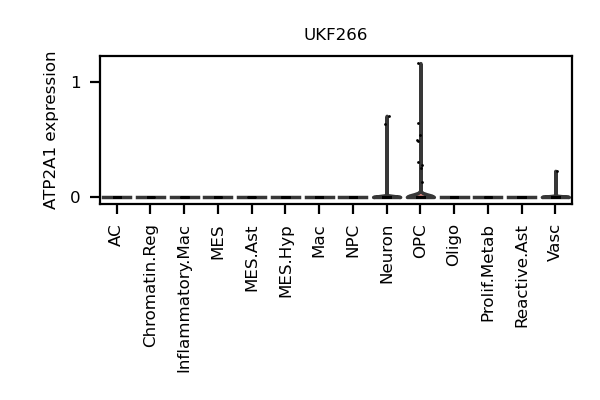 UKF266
ATP2A1 expression
1
0
AC
Chromatin.Reg
Inflammatory.Mac
MES
MES.Ast
MES.Hyp
Mac
NPC
Neuron
OPC
Oligo
Prolif.Metab
Reactive.Ast
Vasc